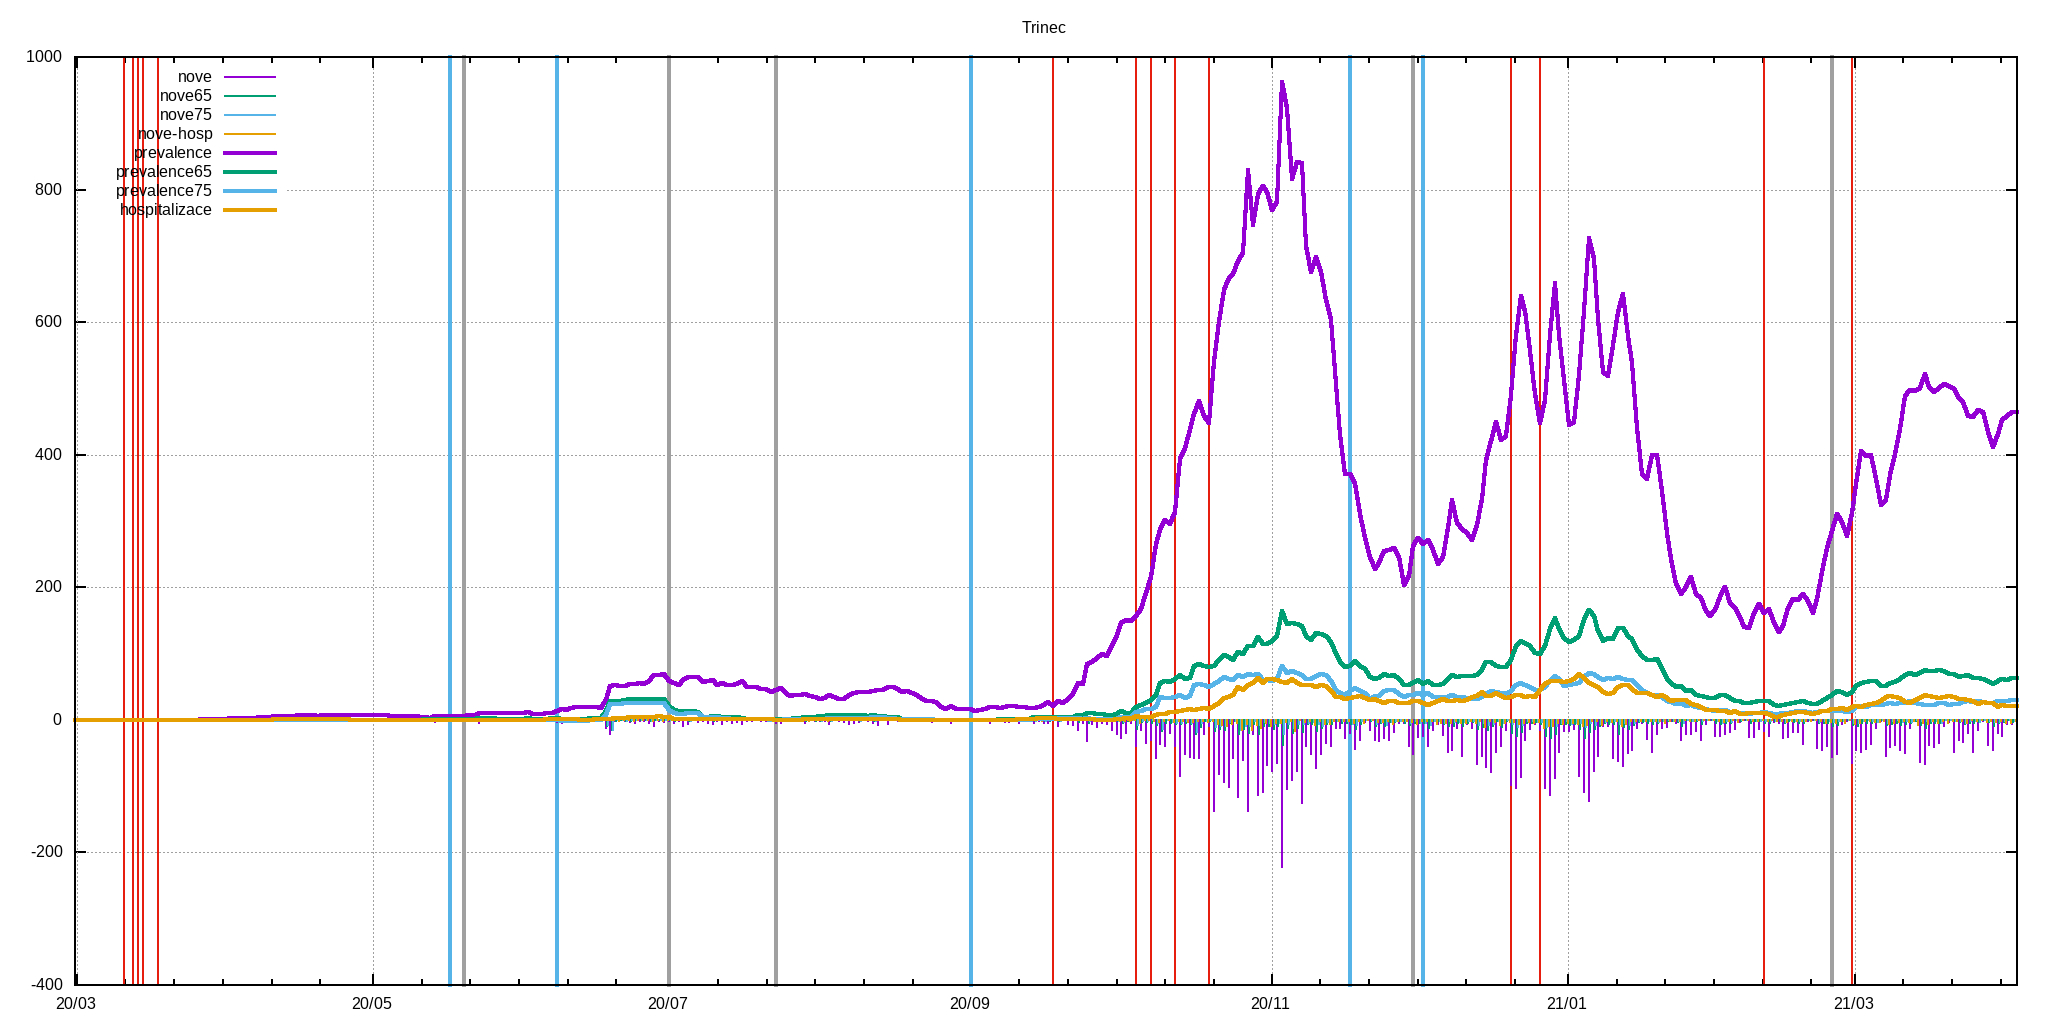 Trinec
1000
800
600
400
200
0
-200
-400
nove
nove65
nove75
nove-hosp
prevalence
prevalence65
prevalence75
hospitalizace
20/03
20/05
20/07
20/09
20/11
21/01
21/03